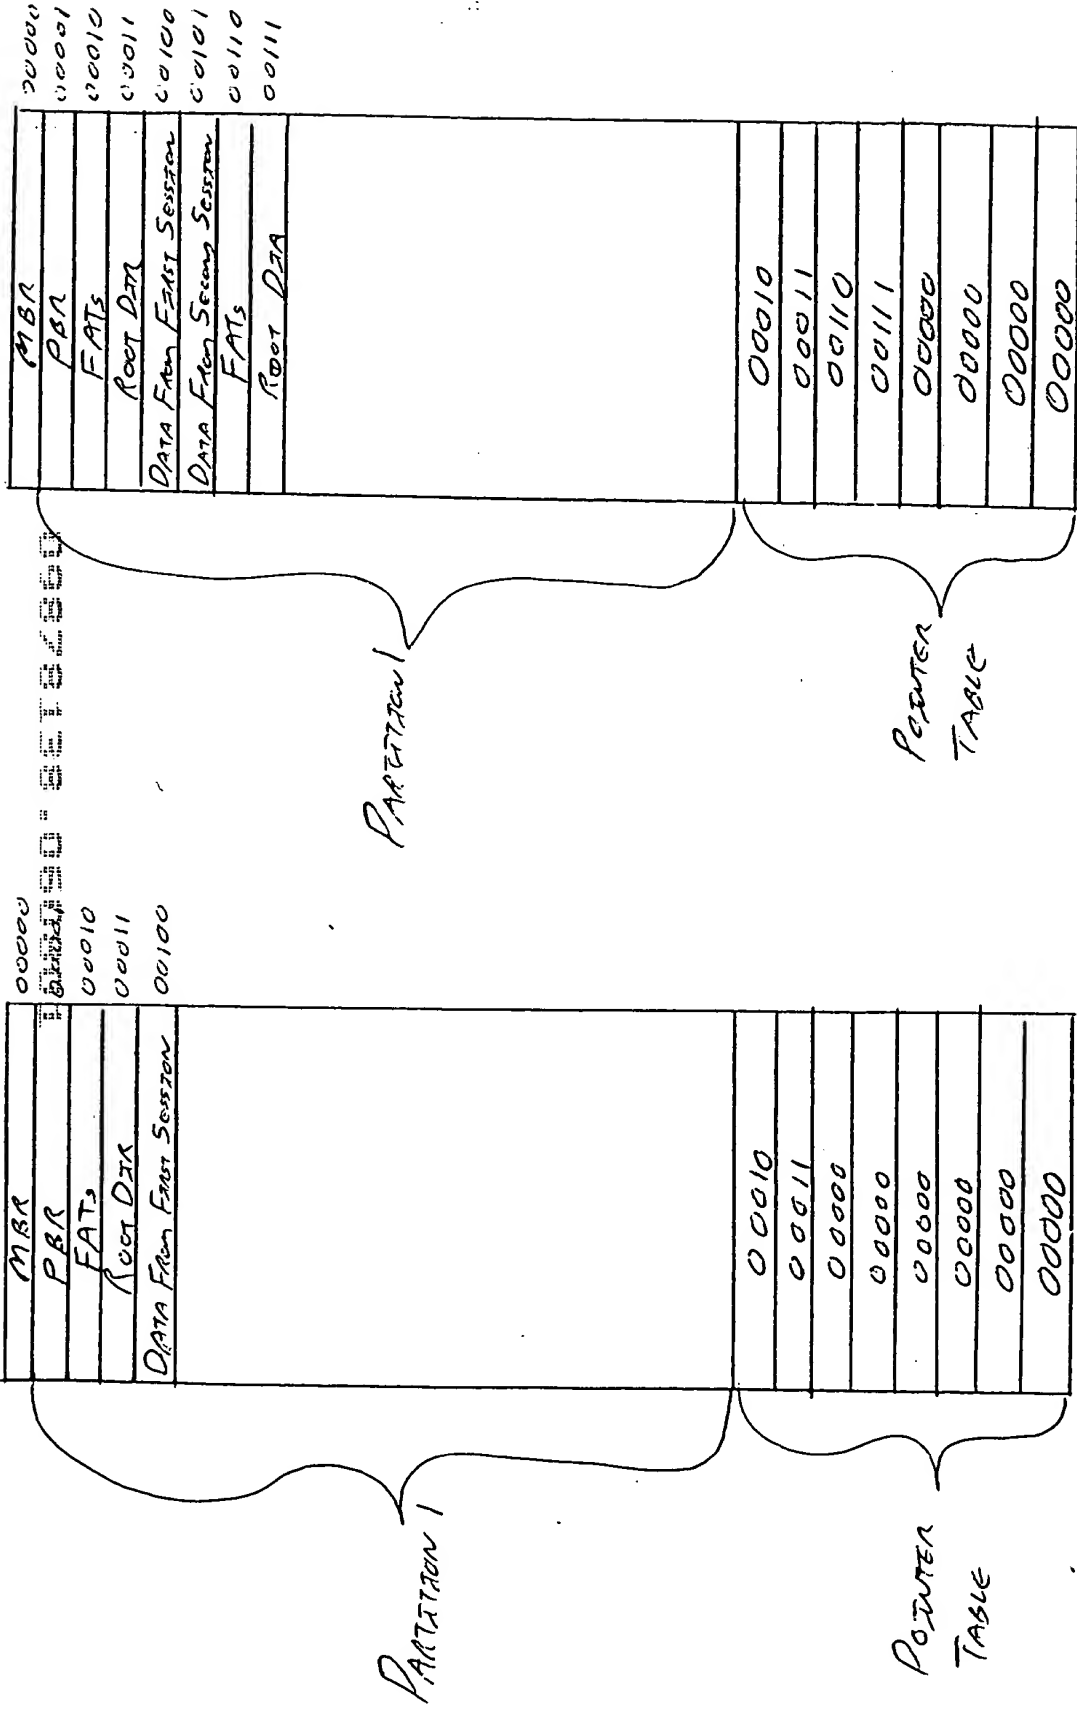 MBR 00000
PBR
FATs 00010
ROOT DIR 00011
DATA FROM FIRST SESSION 00100
PARTITION 1
00010
00011
00000
00000
00000
00000
00000
00000
POINTER
TABLE
MBR 00000
PBR 00001
FATs 00010
ROOT DIR 00011
DATA FROM FIRST SESSION 00100
DATA FROM SECOND SESSION 00101
FATs 00110
ROOT DIR 00111
PARTITION 1
00010
00011
00110
00111
00000
00000
00000
00000
POINTER
TABLE